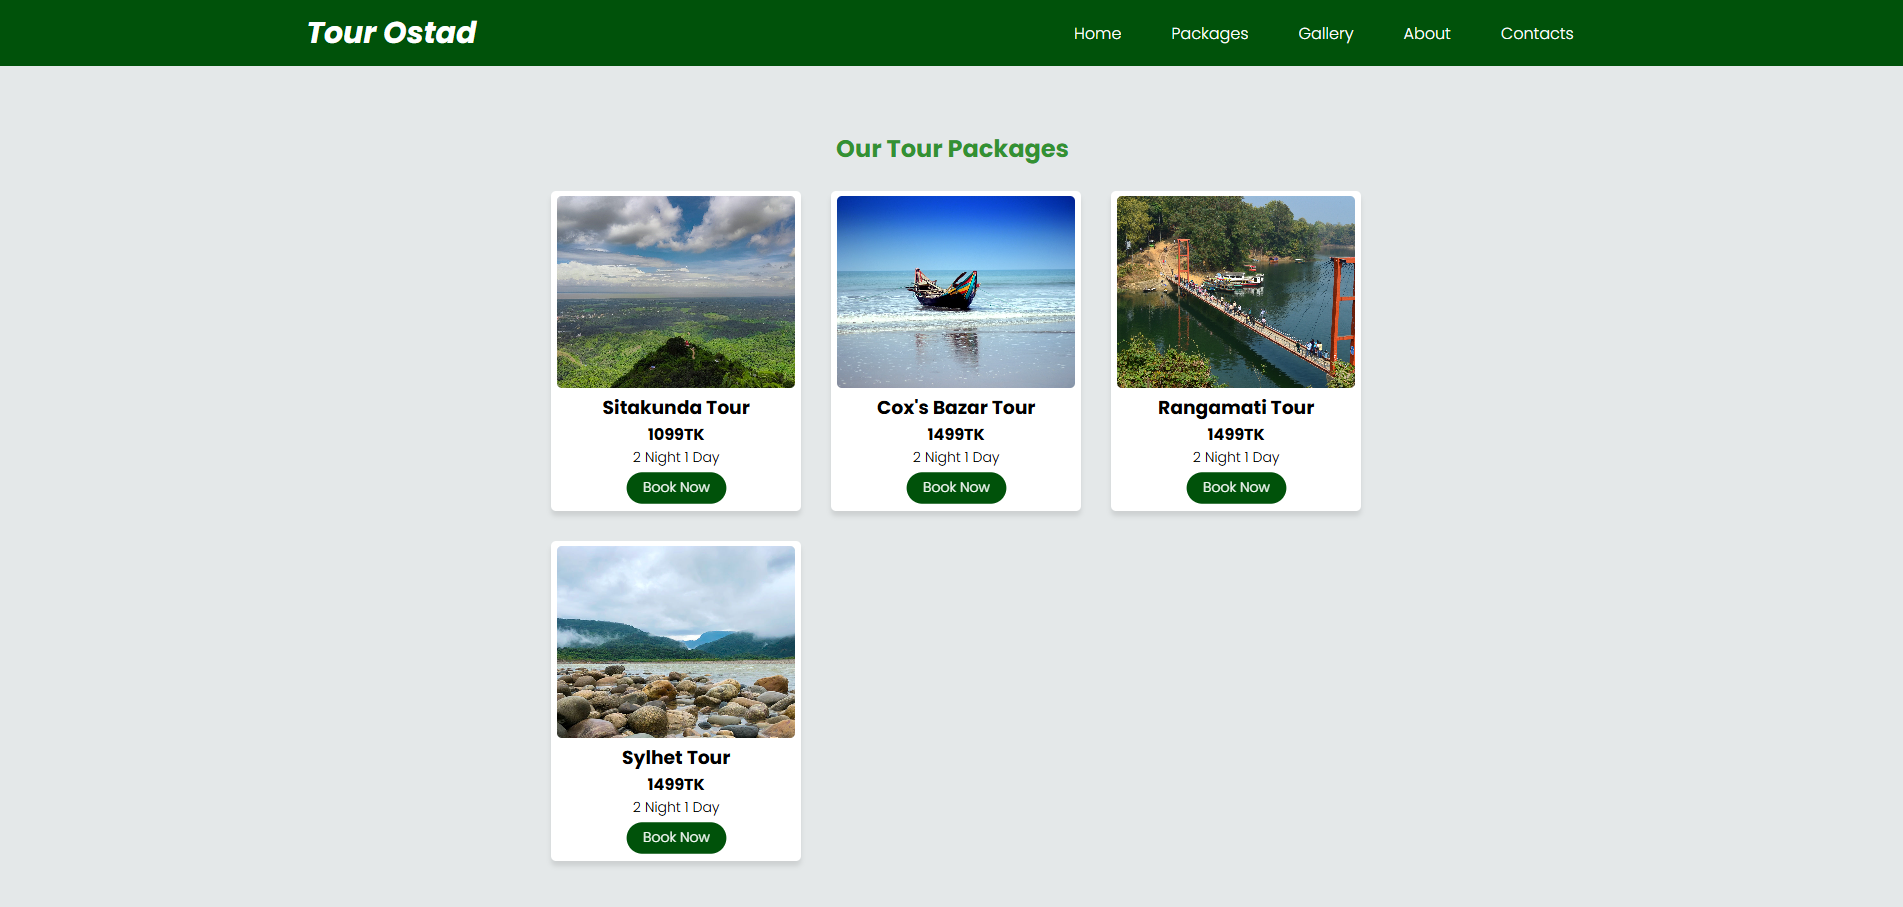 Tour Ostad
Home Packages Gallery About Contacts
Our Tour Packages
Sitakunda Tour
1099TK
2 Night 1 Day
Book Now
Cox's Bazar Tour
1499TK
2 Night 1 Day
Book Now
Rangamati Tour
1499TK
2 Night 1 Day
Book Now
Sylhet Tour
1499TK
2 Night 1 Day
Book Now